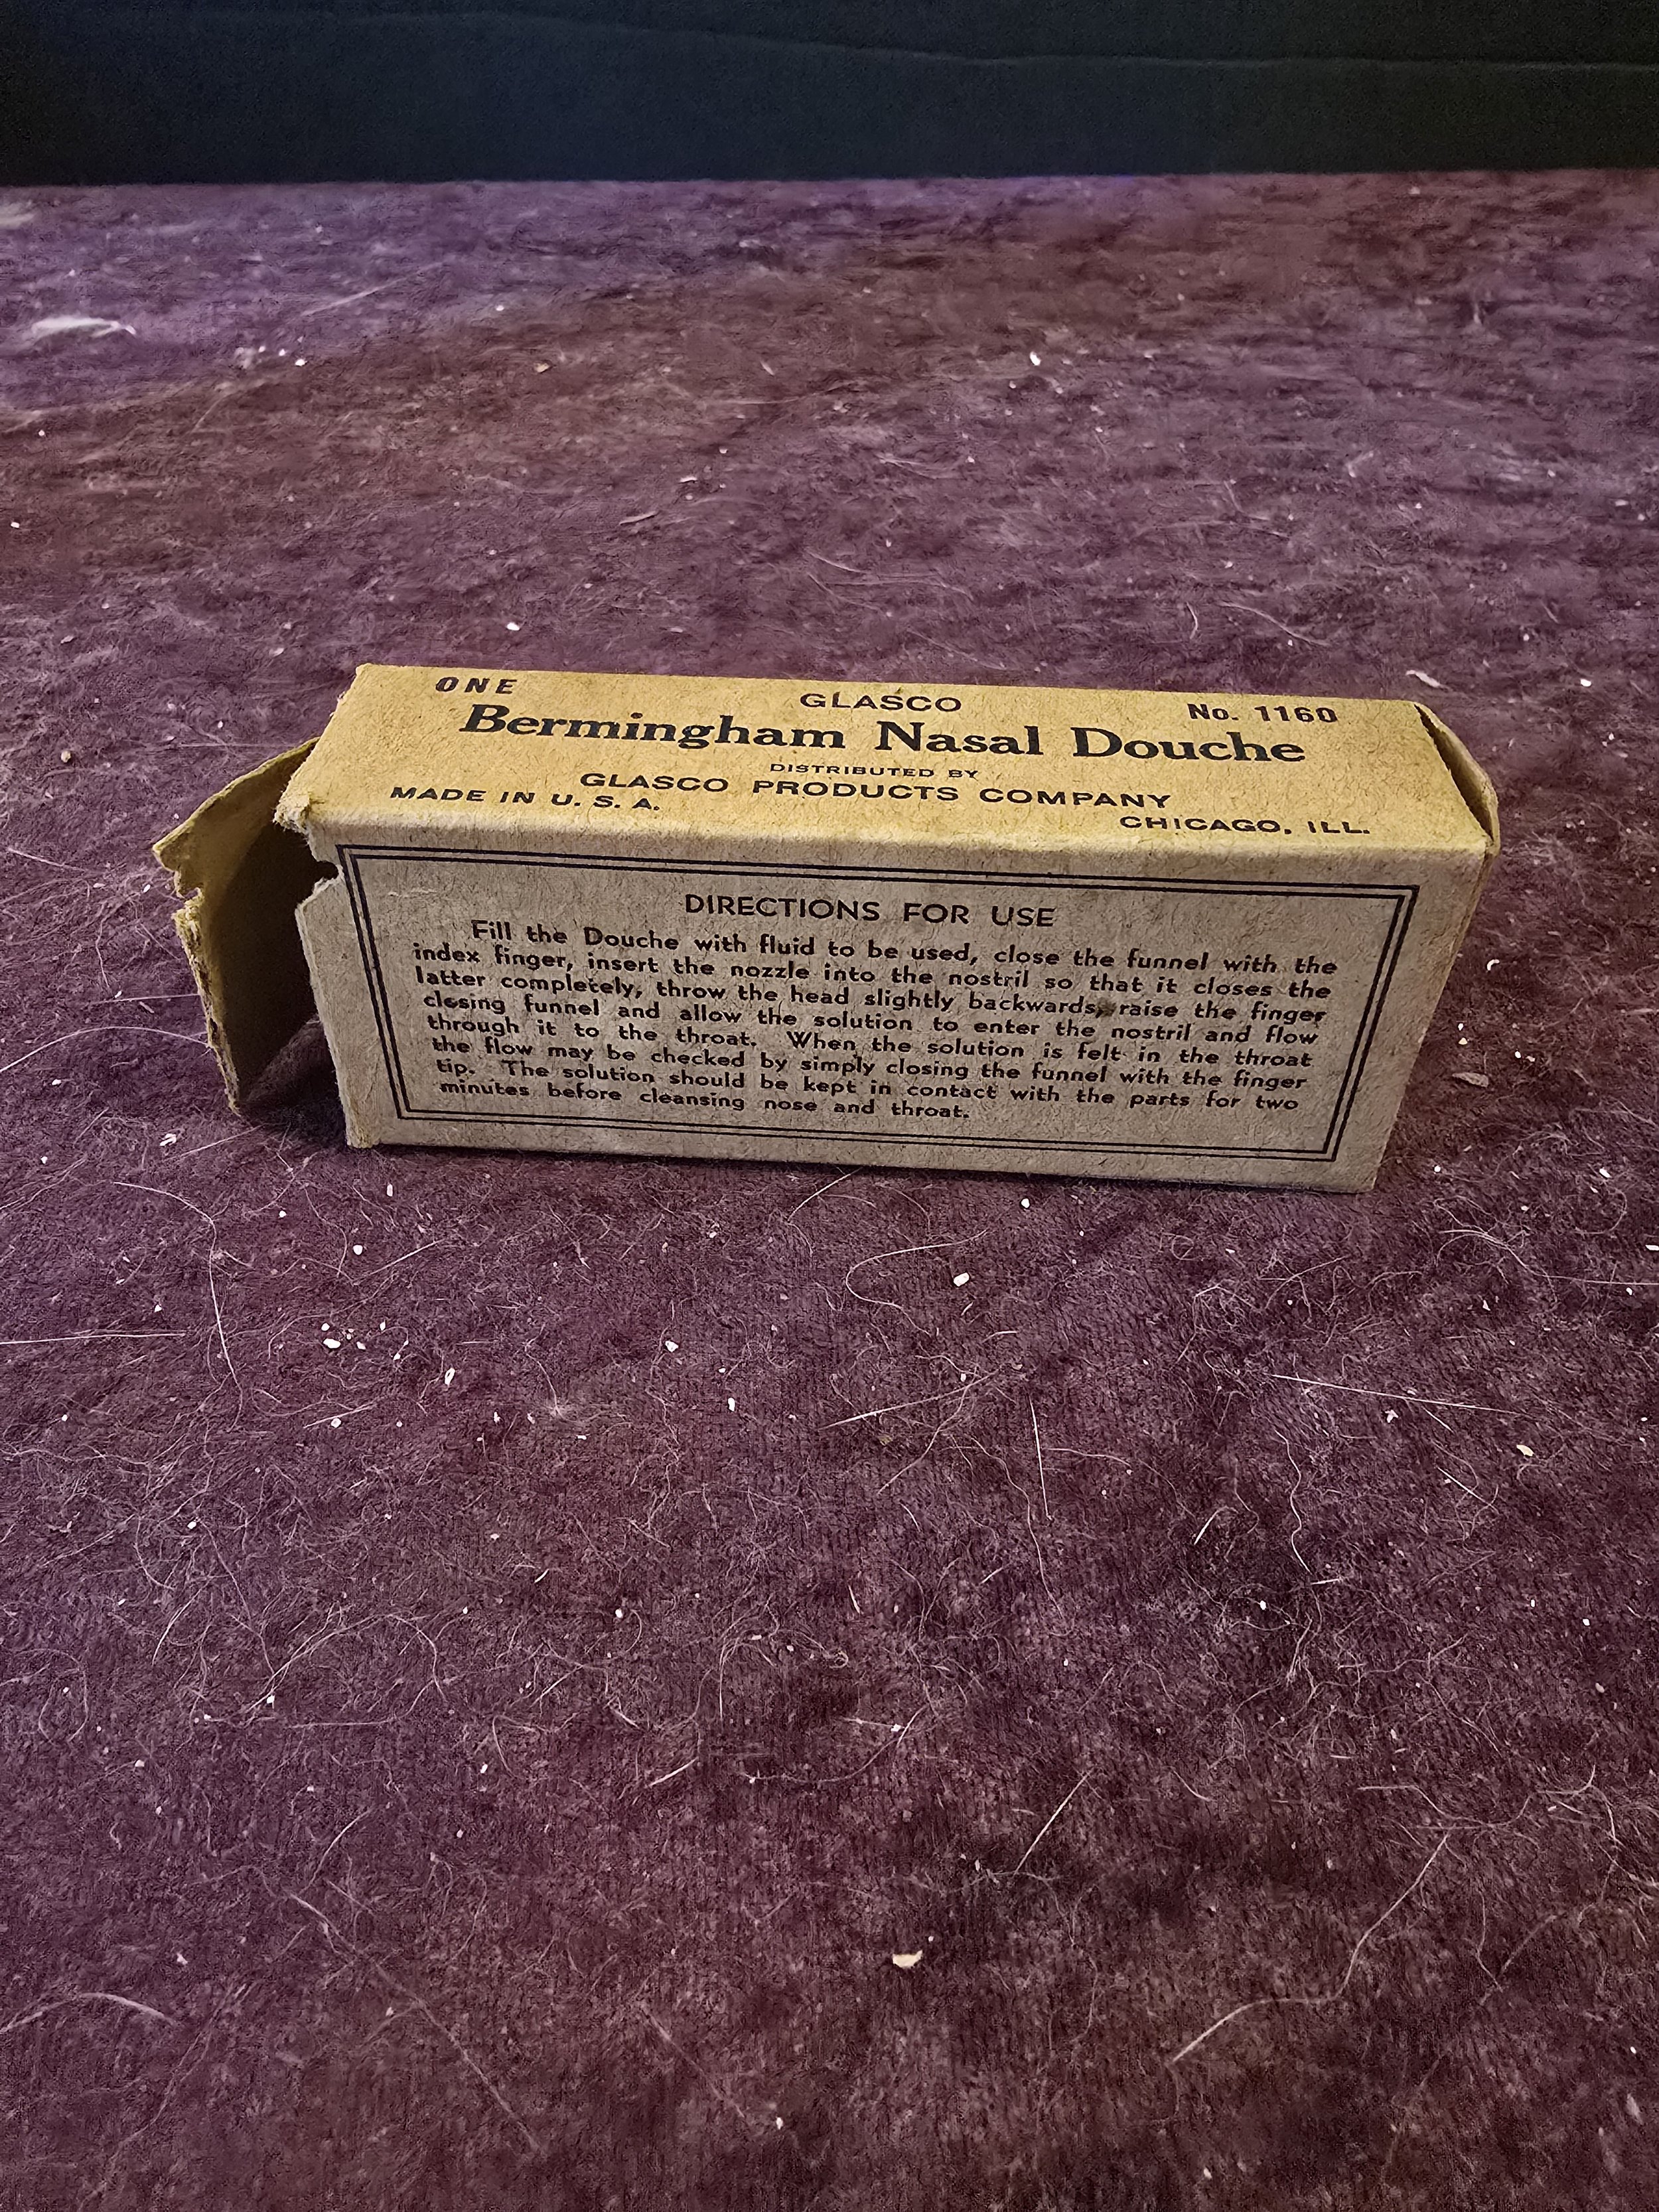 ONE
GLASCO
No. 1160
Bermingham Nasal Douche
DISTRIBUTED BY
GLASCO PRODUCTS COMPANY
MADE IN U. S. A.
CHICAGO, ILL.
DIRECTIONS FOR USE
Fill the Douche with fluid to be used, close the funnel with the
index finger, insert the nozzle into the nostril so that it closes the
latter completely, throw the head slightly backwards, raise the finger
closing funnel and allow the solution to enter the nostril and flow
through it to the throat. When the solution is felt in the throat
the flow may be checked by simply closing the funnel with the finger
tip. The solution should be kept in contact with the parts for two
minutes before cleansing nose and throat.